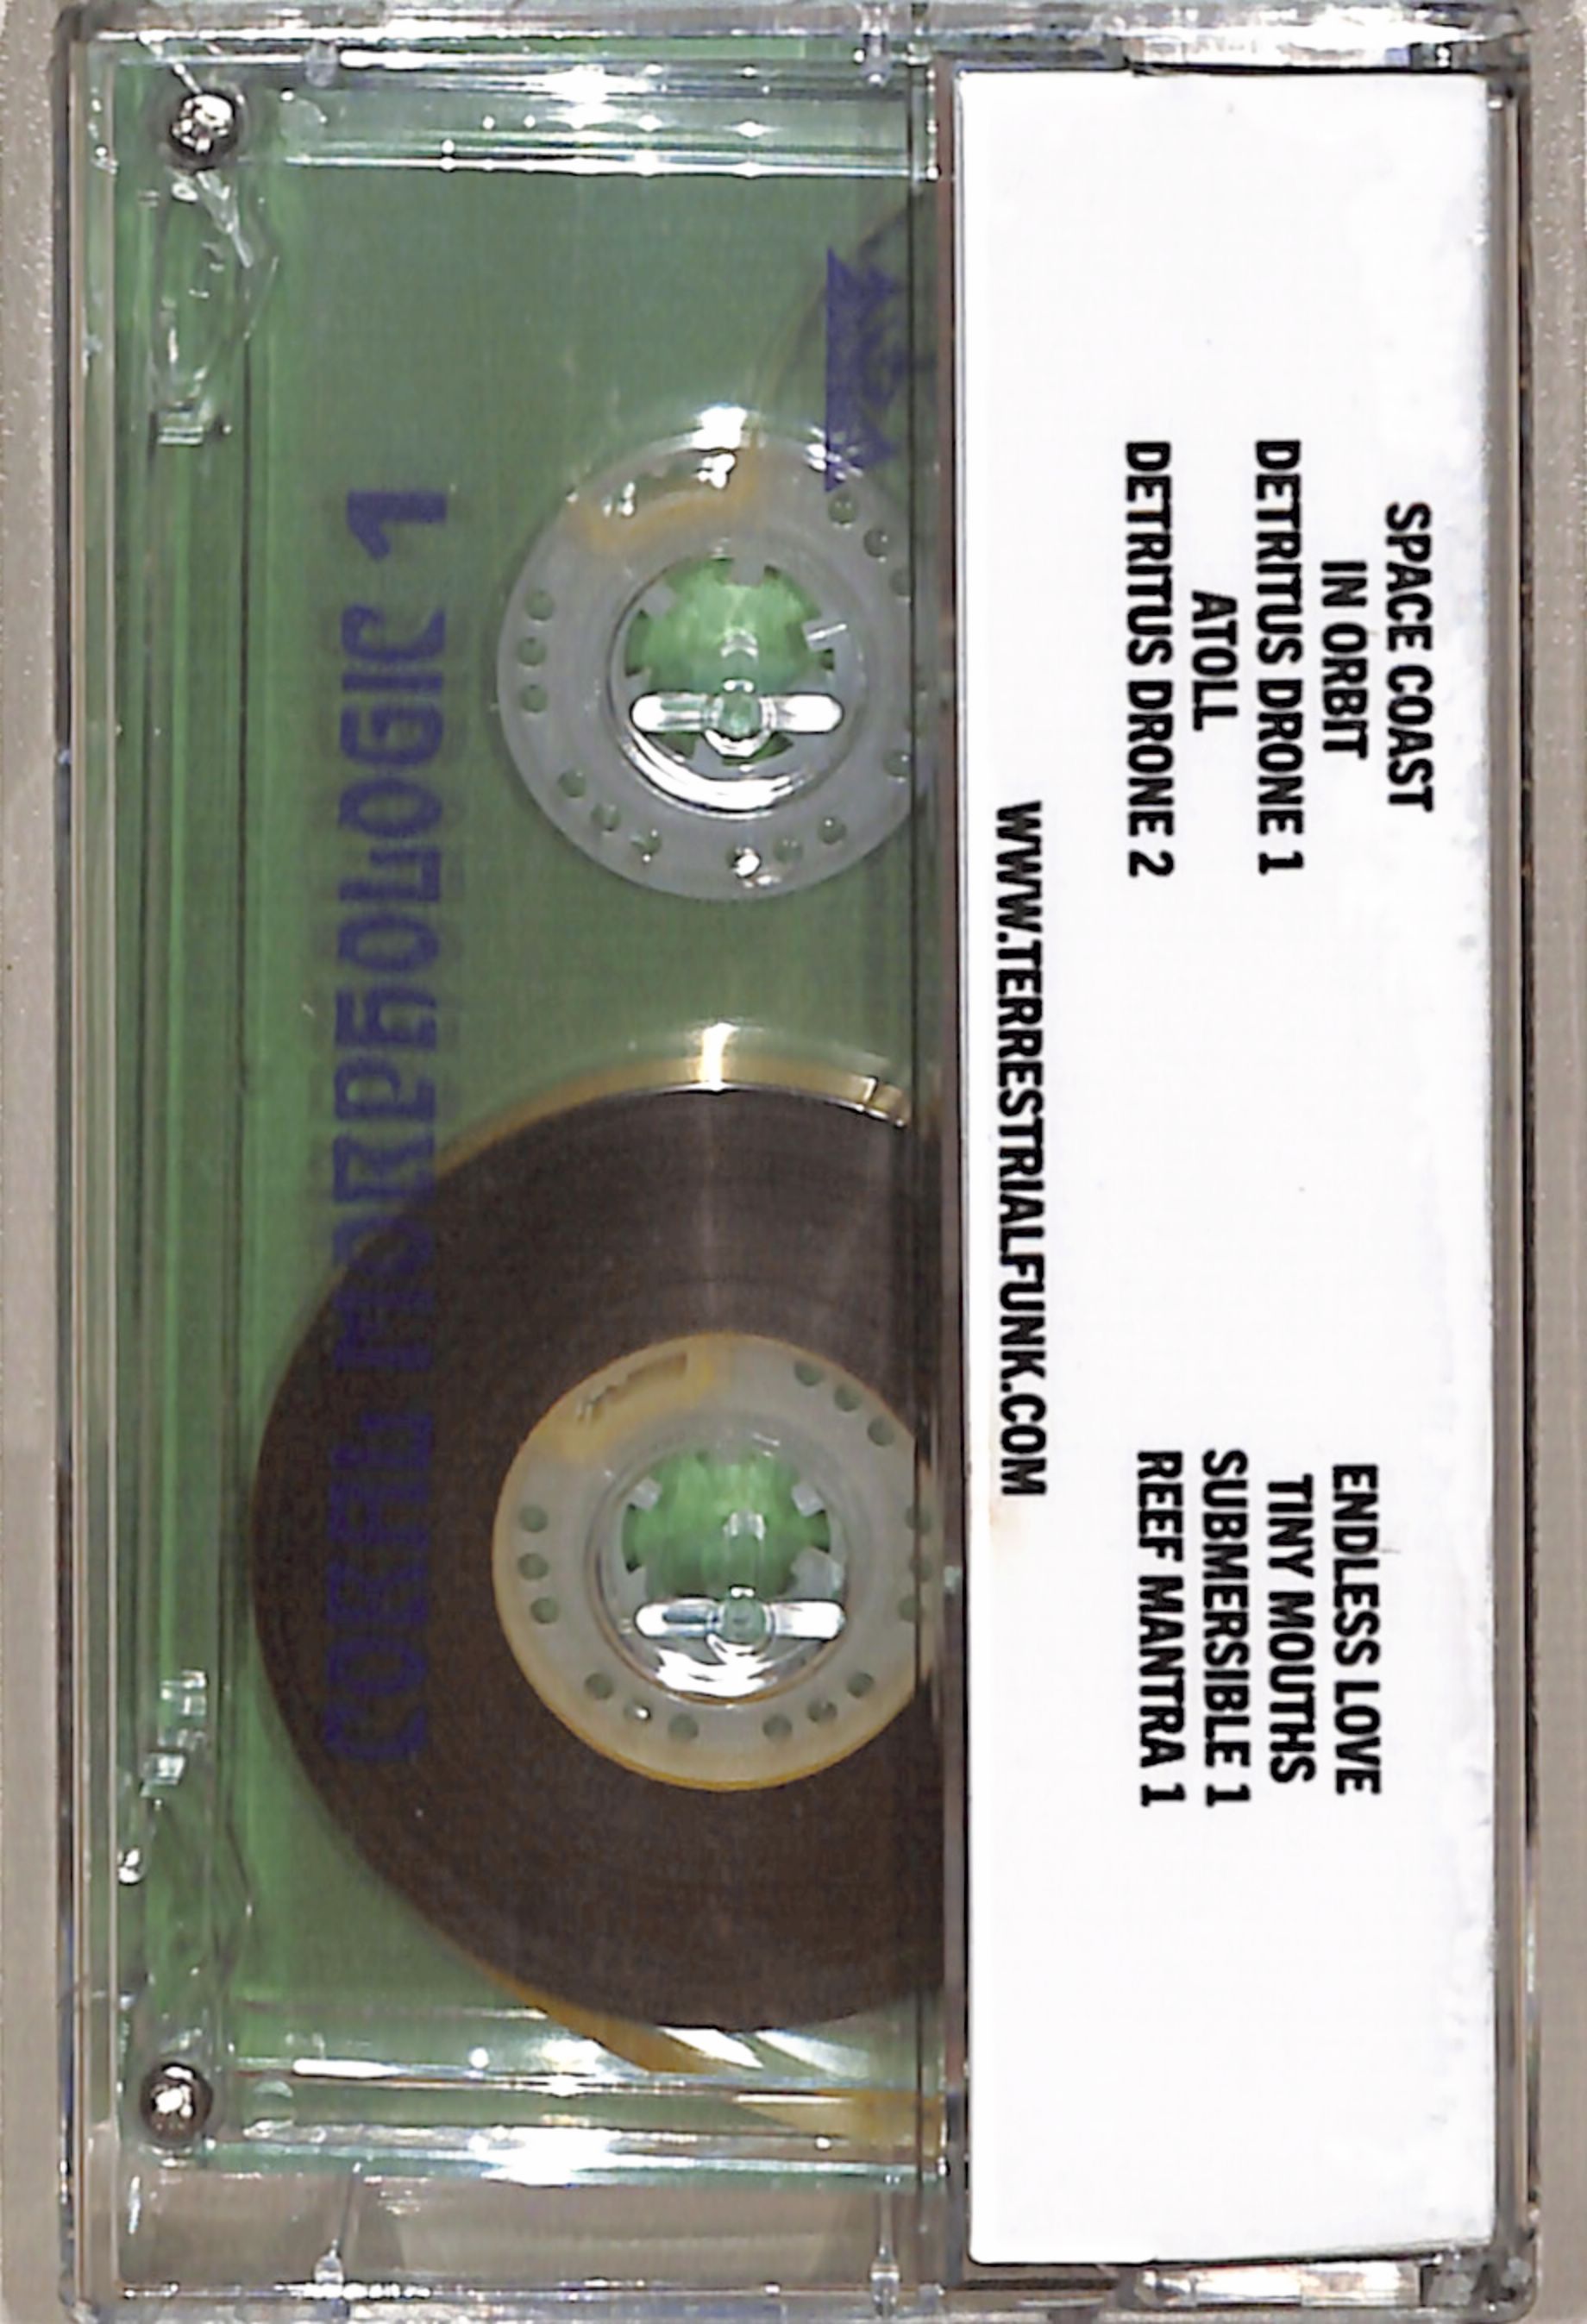 SPACE COAST
IN ORBIT
DETRITUS DRONE 1
ATOLL
DETRITUS DRONE 2
ENDLESS LOVE
TINY MOUTHS
SUBMERSIBLE 1
REEF MANTRA 1
WWW.TERRESTRIALFUNK.COM
CORAL MORPHOLOGIC 1